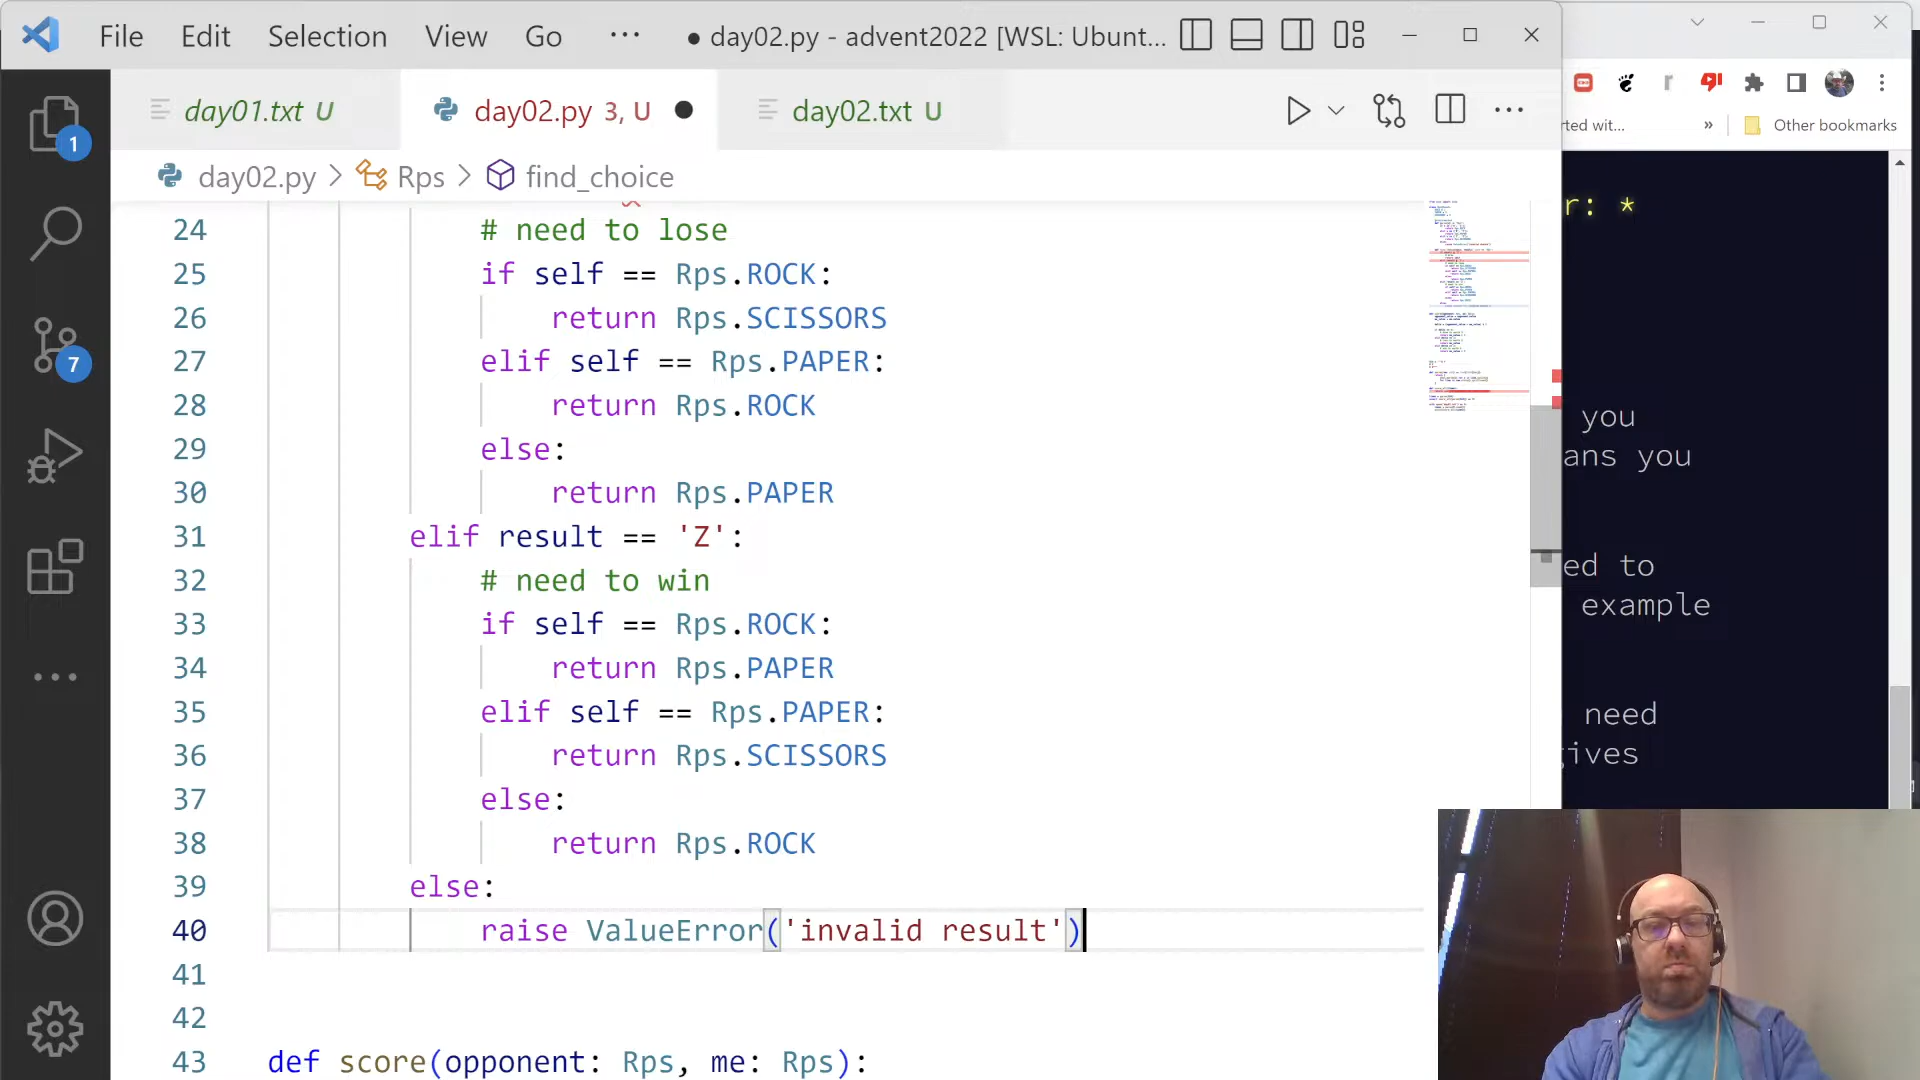 File Edit Selection View Go ··· ● day02.py - advent2022 [WSL: Ubunt...
day01.txt U day02.py 3, U ● day02.txt U
day02.py > Rps > find_choice
24 # need to lose
25 if self == Rps.ROCK:
26 return Rps.SCISSORS
27 elif self == Rps.PAPER:
28 return Rps.ROCK
29 else:
30 return Rps.PAPER
31 elif result == 'Z':
32 # need to win
33 if self == Rps.ROCK:
34 return Rps.PAPER
35 elif self == Rps.PAPER:
36 return Rps.SCISSORS
37 else:
38 return Rps.ROCK
39 else:
40 raise ValueError('invalid result')
41
42
43 def score(opponent: Rps, me: Rps):
1
7
rted wit... » Other bookmarks
r: *
you
ans you
ed to
example
need
gives